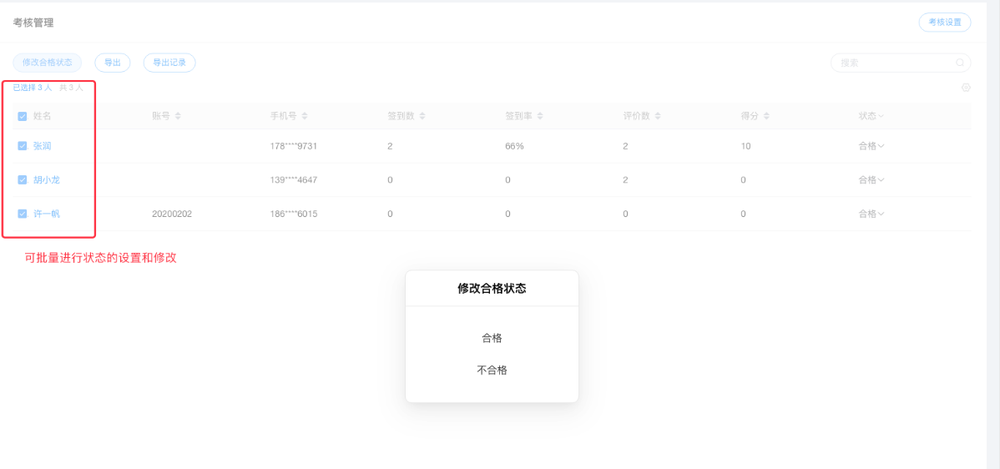 考核管理 考核设置
修改合格状态 导出 导出记录 搜索
已选择 3 人 共 3 人
姓名 账号 手机号 签到数 签到率 评价数 得分 状态
张润 178****9731 2 66% 2 10 合格
胡小龙 139****4647 0 0 2 0 合格
许一帆 20200202 186****6015 0 0 0 0 合格
可批量进行状态的设置和修改
修改合格状态
合格
不合格